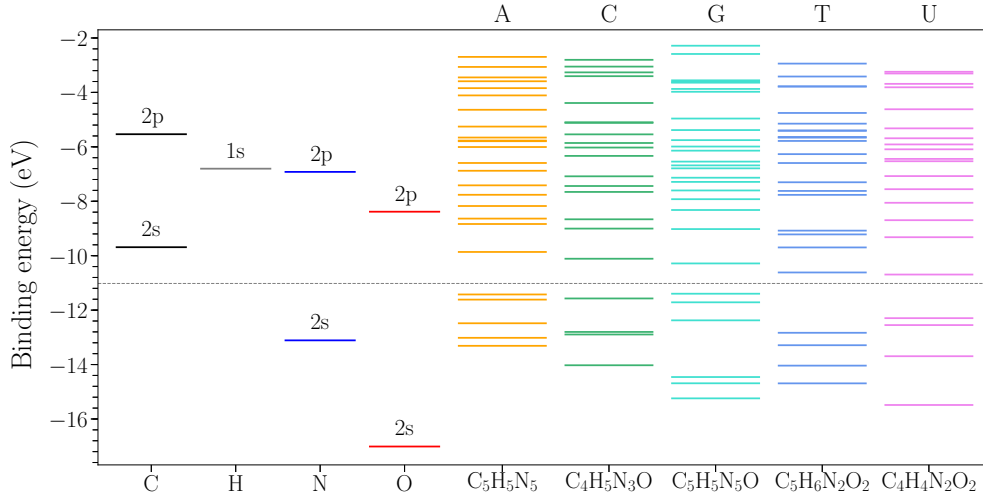 A C G T U
Binding energy (eV)
−2
−4
−6
−8
−10
−12
−14
−16
2p
2s
1s
2p
2s
2p
2s
C H N O C₅H₅N₅ C₄H₅N₃O C₅H₅N₅O C₅H₆N₂O₂ C₄H₄N₂O₂